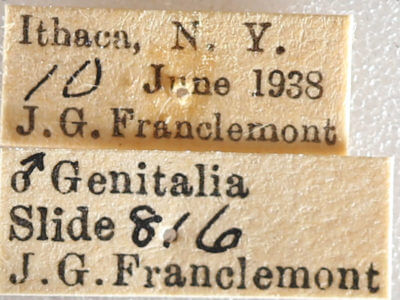 Ithaca, N. Y.
10 June 1938
J. G. Franclemont
♂ Genitalia
Slide 816
J. G. Franclemont